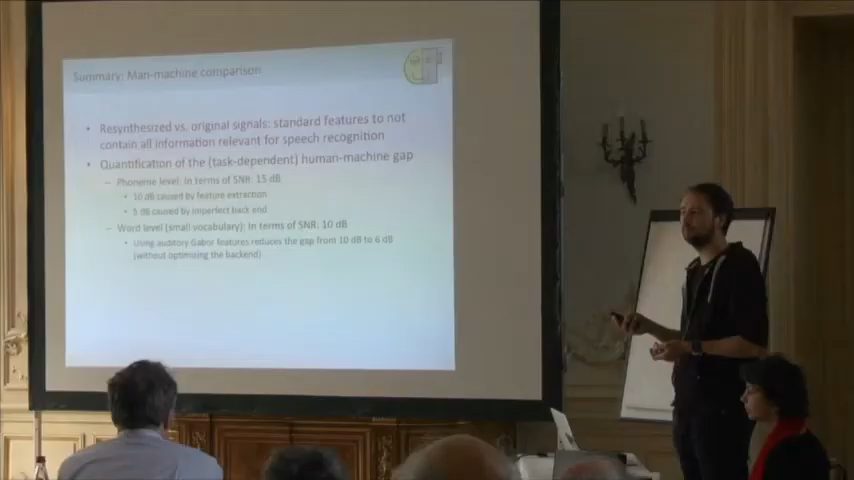 Summary: Man-machine comparison
• Resynthesized vs. original signals: standard features to not
contain all information relevant for speech recognition
• Quantification of the (task-dependent) human-machine gap
– Phoneme level: in terms of SNR: 15 dB
• 10 dB caused by feature extraction
• 5 dB caused by imperfect back end
– Word level (small vocabulary): in terms of SNR: 10 dB
• Using auditory Gabor features reduces the gap from 10 dB to 6 dB
(without optimizing the backend)